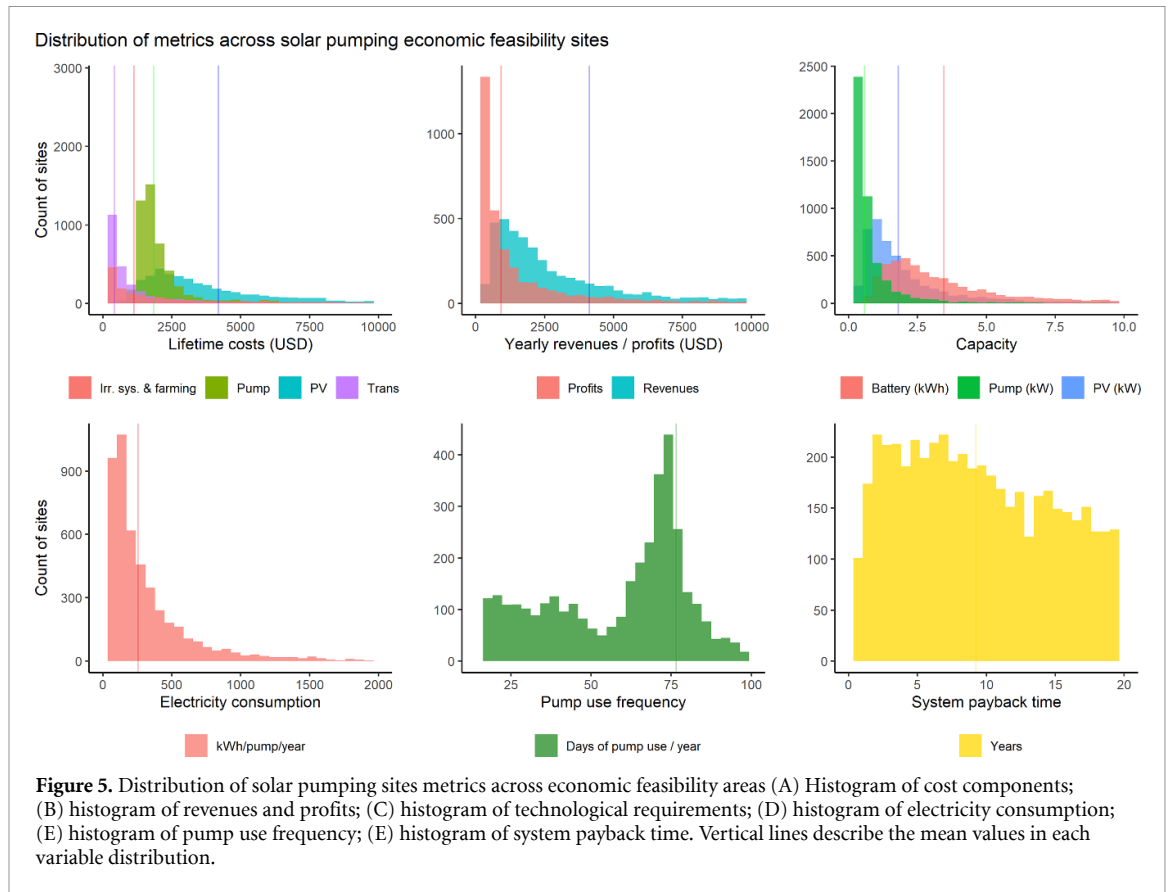 Distribution of metrics across solar pumping economic feasibility sites
3000
2000
1000
0
Count of sites
0 2500 5000 7500 10000
Lifetime costs (USD)
Irr. sys. & farming Pump PV Trans
1000
500
0
0 2500 5000 7500 10000
Yearly revenues / profits (USD)
Profits Revenues
2500
2000
1500
1000
500
0
0.0 2.5 5.0 7.5 10.0
Capacity
Battery (kWh) Pump (kW) PV (kW)
900
600
300
0
Count of sites
0 500 1000 1500 2000
Electricity consumption
kWh/pump/year
400
300
200
100
0
25 50 75 100
Pump use frequency
Days of pump use / year
200
150
100
50
0
0 5 10 15 20
System payback time
Years
Figure 5. Distribution of solar pumping sites metrics across economic feasibility areas (A) Histogram of cost components;
(B) histogram of revenues and profits; (C) histogram of technological requirements; (D) histogram of electricity consumption;
(E) histogram of pump use frequency; (E) histogram of system payback time. Vertical lines describe the mean values in each
variable distribution.